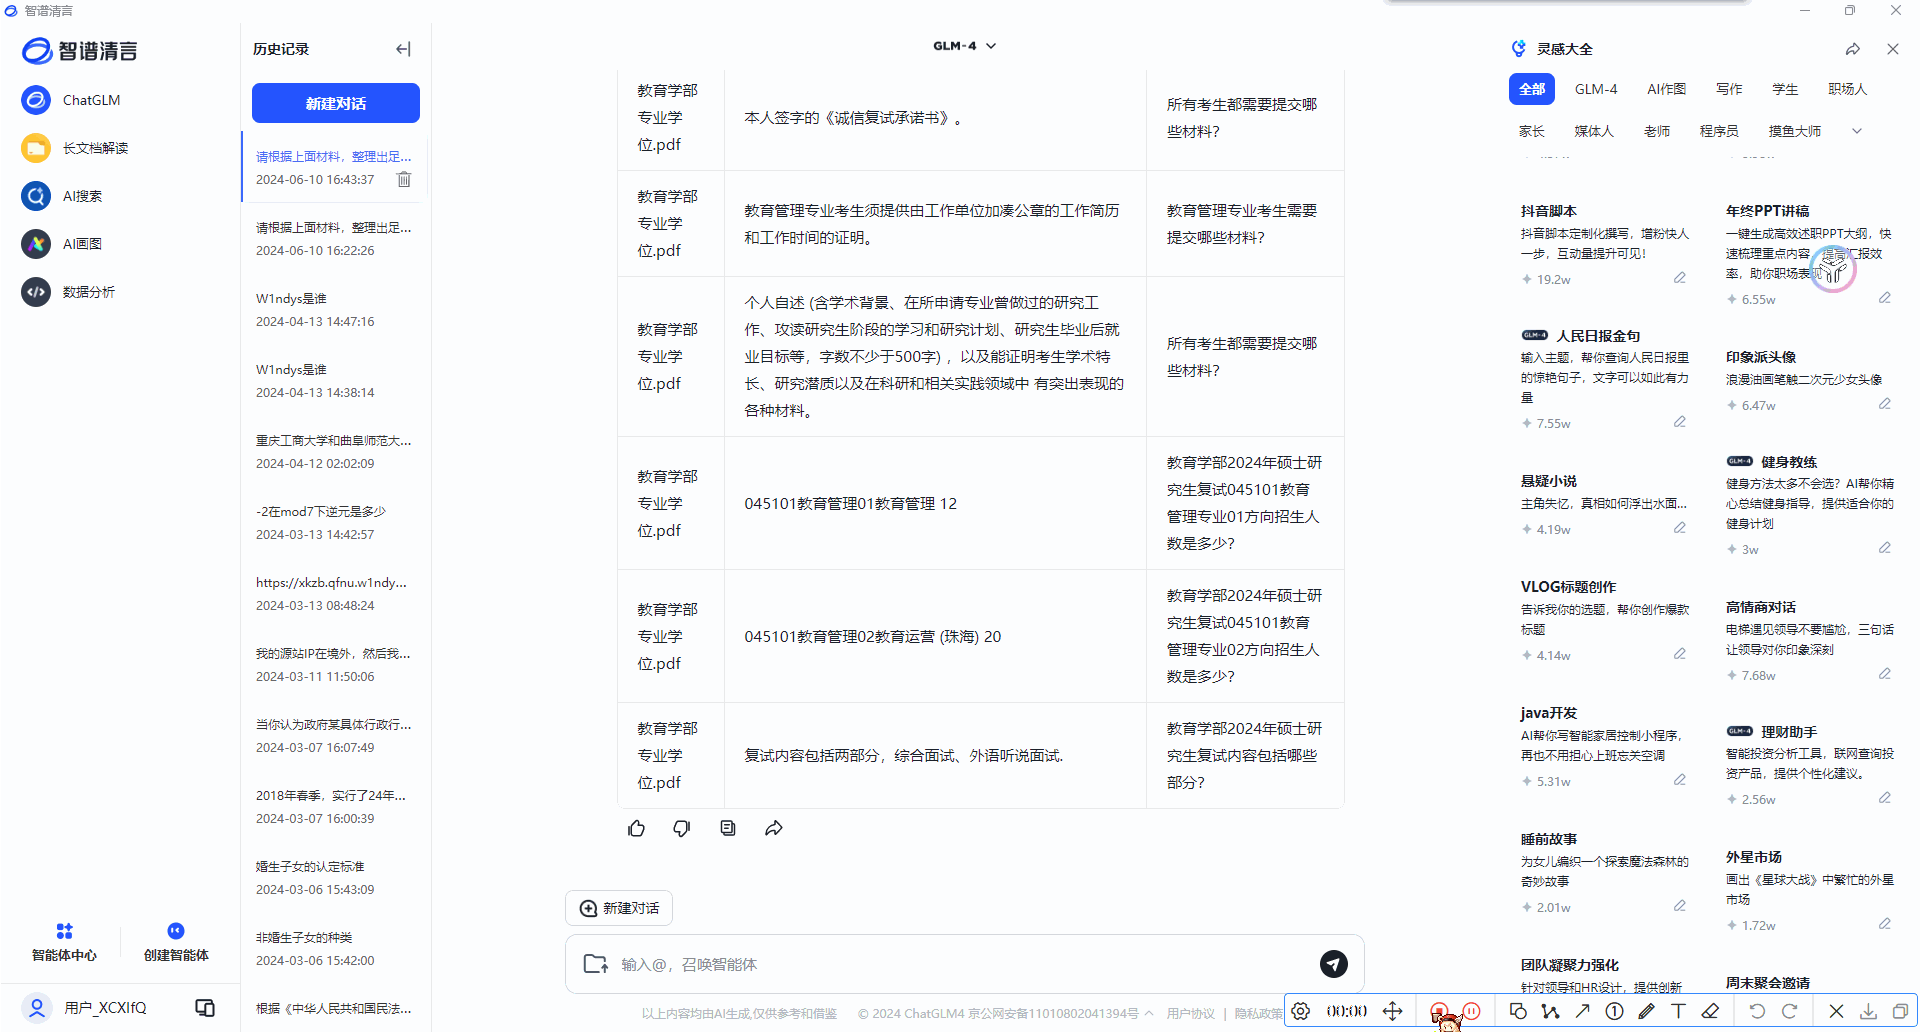 智谱清言
智谱清言
ChatGLM
长文档解读
AI搜索
AI画图
数据分析
智能体中心
创建智能体
用户_XCXIfQ
历史记录
新建对话
请根据上面材料，整理出足...
2024-06-10 16:43:37
请根据上面材料，整理出足...
2024-06-10 16:22:26
W1ndys是谁
2024-04-13 14:47:16
W1ndys是谁
2024-04-13 14:38:14
重庆工商大学和曲阜师范大...
2024-04-12 02:02:09
-2在mod7下逆元是多少
2024-03-13 14:42:57
https://xkzb.qfnu.w1ndy...
2024-03-13 08:48:24
我的源站IP在境外，然后我...
2024-03-11 11:50:06
当你认为政府某具体行政行...
2024-03-07 16:07:49
2018年春季，实行了24年...
2024-03-07 16:00:39
婚生子女的认定标准
2024-03-06 15:43:09
非婚生子女的种类
2024-03-06 15:42:00
根据《中华人民共和国民法...
GLM-4
教育学部
专业学
位.pdf
本人签字的《诚信复试承诺书》。
所有考生都需要提交哪
些材料？
教育学部
专业学
位.pdf
教育管理专业考生须提供由工作单位加凑公章的工作简历
和工作时间的证明。
教育管理专业考生需要
提交哪些材料？
教育学部
专业学
位.pdf
个人自述 (含学术背景、在所申请专业曾做过的研究工
作、攻读研究生阶段的学习和研究计划、研究生毕业后就
业目标等，字数不少于500字) ，以及能证明考生学术特
长、研究潜质以及在科研和相关实践领域中 有突出表现的
各种材料。
所有考生都需要提交哪
些材料？
教育学部
专业学
位.pdf
045101教育管理01教育管理 12
教育学部2024年硕士研
究生复试045101教育
管理专业01方向招生人
数是多少？
教育学部
专业学
位.pdf
045101教育管理02教育运营 (珠海) 20
教育学部2024年硕士研
究生复试045101教育
管理专业02方向招生人
数是多少？
教育学部
专业学
位.pdf
复试内容包括两部分，综合面试、外语听说面试.
教育学部2024年硕士研
究生复试内容包括哪些
部分？
新建对话
输入@，召唤智能体
以上内容均由AI生成,仅供参考和借鉴
© 2024 ChatGLM4 京公网安备11010802041394号
用户协议
隐私政策
灵感大全
全部
GLM-4
AI作图
写作
学生
职场人
家长
媒体人
老师
程序员
摸鱼大师
抖音脚本
抖音脚本定制化撰写，增粉快人
一步，互动量提升可见！
19.2w
年终PPT讲稿
一键生成高效述职PPT大纲，快
速梳理重点内容，提高汇报效
率，助你职场表现
6.55w
GLM-4 人民日报金句
输入主题，帮你查询人民日报里
的惊艳句子，文字可以如此有力
量
7.55w
印象派头像
浪漫油画笔触二次元少女头像
6.47w
悬疑小说
主角失忆，真相如何浮出水面...
4.19w
GLM-4 健身教练
健身方法太多不会选？AI帮你精
心总结健身指导，提供适合你的
健身计划
3w
VLOG标题创作
告诉我你的选题，帮你创作爆款
标题
4.14w
高情商对话
电梯遇见领导不要尴尬，三句话
让领导对你印象深刻
7.68w
java开发
AI帮你写智能家居控制小程序，
再也不用担心上班忘关空调
5.31w
GLM-4 理财助手
智能投资分析工具，联网查询投
资产品，提供个性化建议。
2.56w
睡前故事
为女儿编织一个探索魔法森林的
奇妙故事
2.01w
外星市场
画出《星球大战》中繁忙的外星
市场
1.72w
团队凝聚力强化
针对领导和HR设计，提供创新
周末聚会邀请
00:00